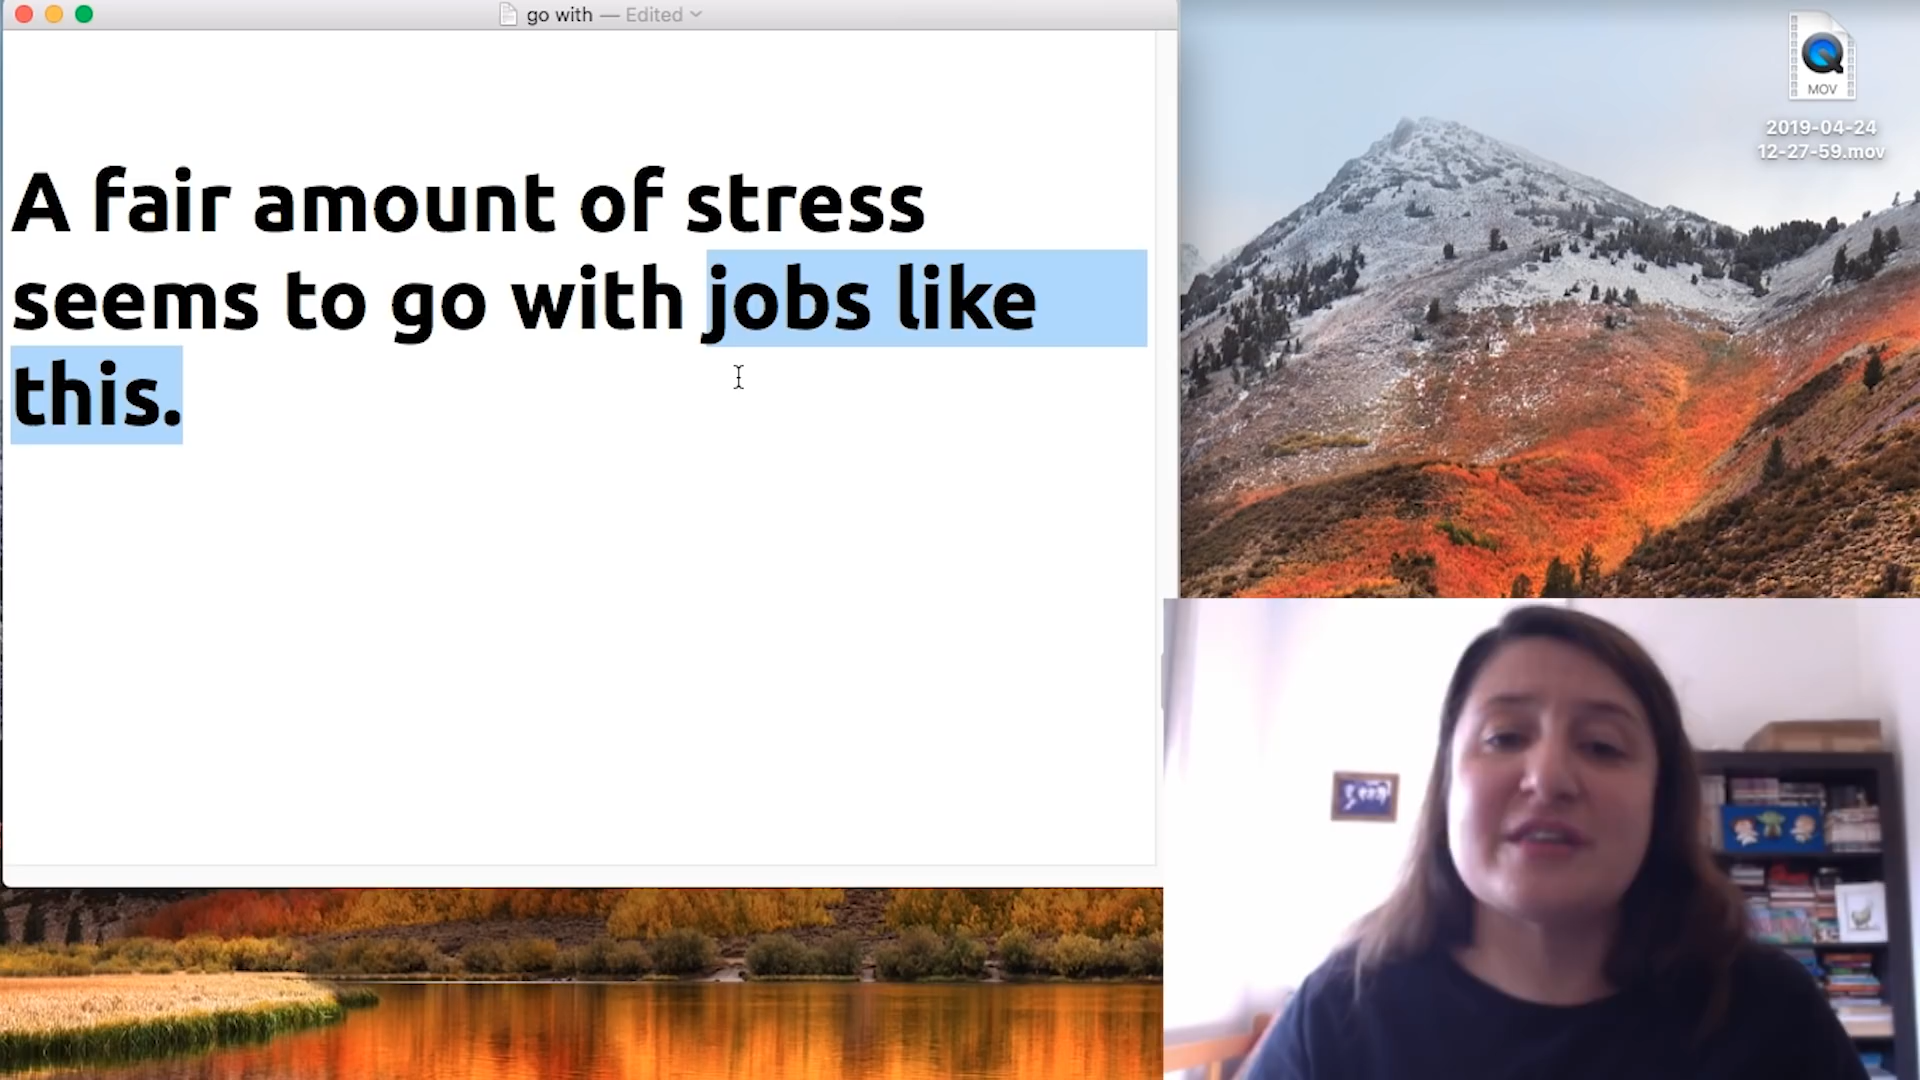 go with — Edited
A fair amount of stress
seems to go with jobs like
this.
MOV
2019-04-24
12-27-59.mov